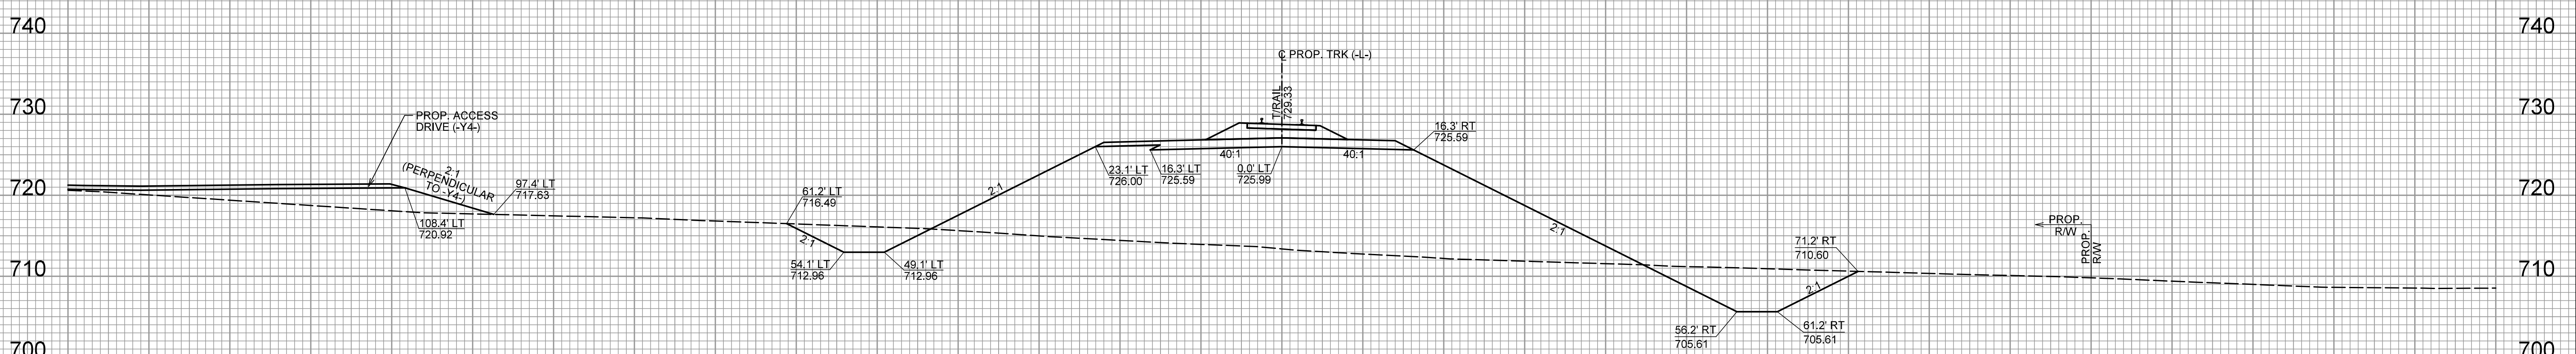 740
740
℄ PROP. TRK (-L-)
T/RAIL
729.33
730
730
PROP. ACCESS
DRIVE (-Y4-)
16.3' RT
725.59
40:1
40:1
23.1' LT
726.00
16.3' LT
725.59
0.0' LT
725.99
2:1
(PERPENDICULAR
TO -Y4-)
97.4' LT
717.63
720
720
61.2' LT
716.49
2:1
108.4' LT
720.92
PROP.
R/W
PROP.
R/W
2:1
2:1
71.2' RT
710.60
54.1' LT
712.96
49.1' LT
712.96
710
710
2:1
56.2' RT
705.61
61.2' RT
705.61
700
700